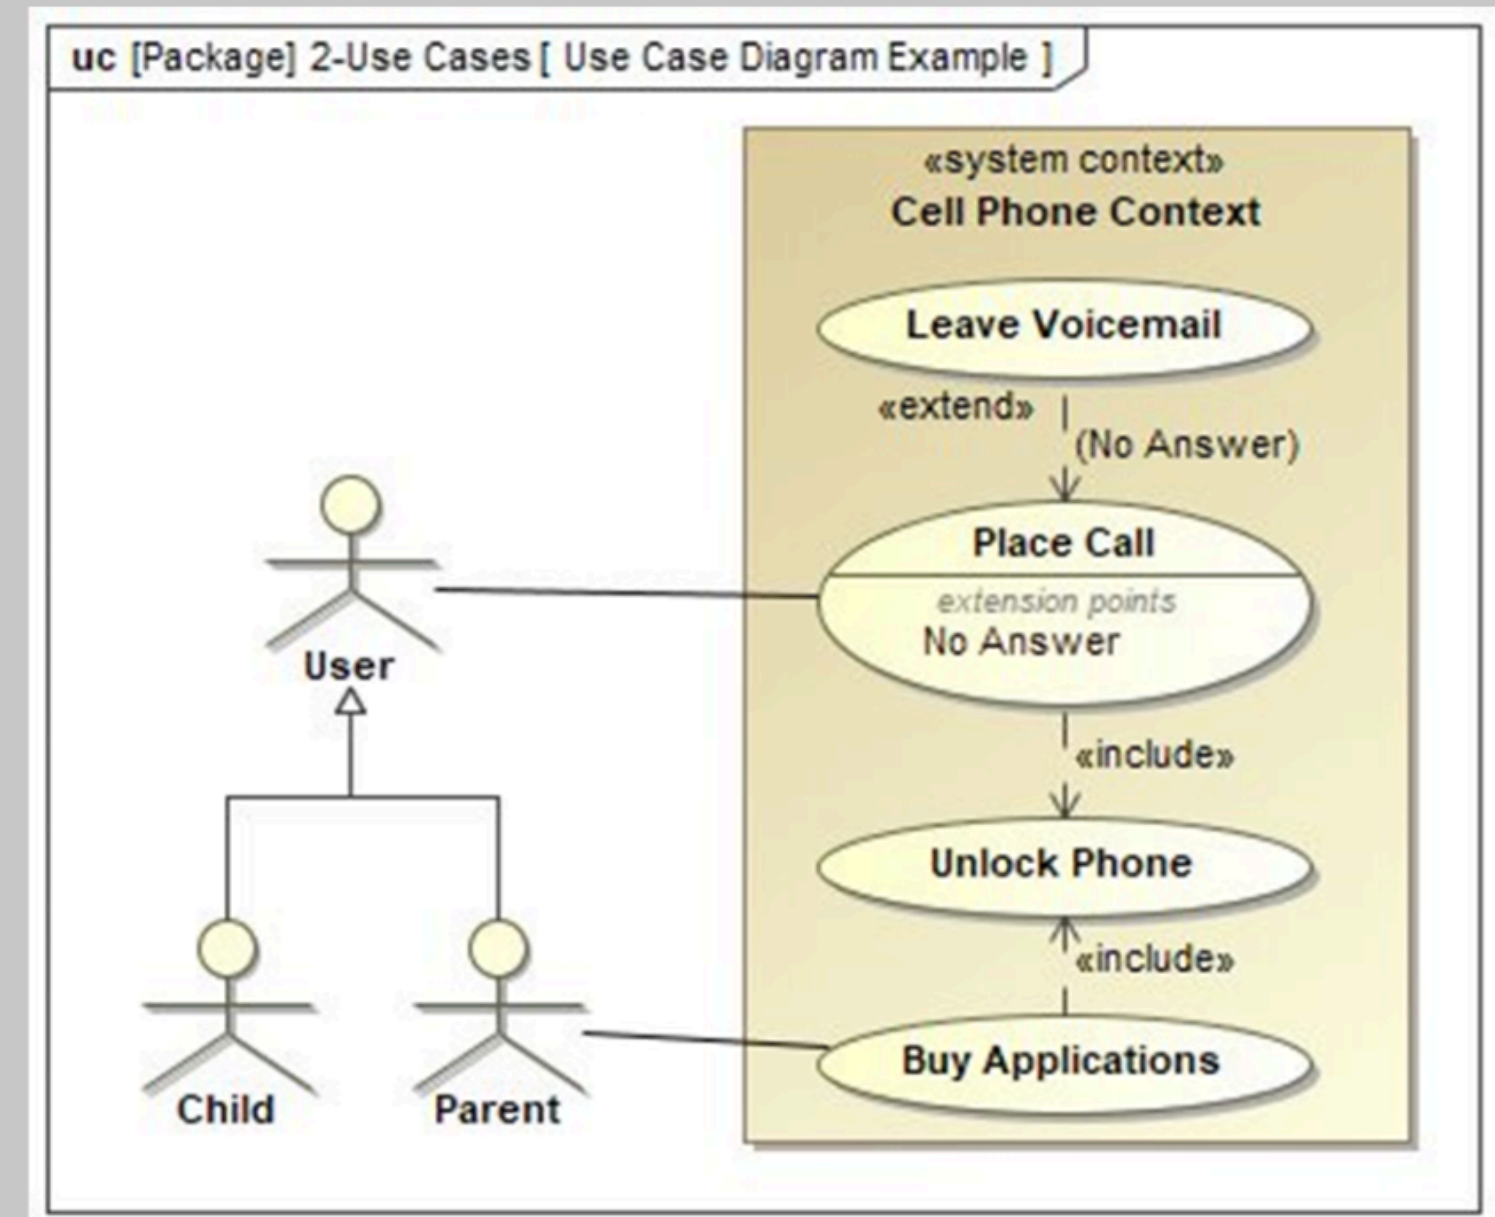 uc [Package] 2-Use Cases [ Use Case Diagram Example ]
«system context»
Cell Phone Context
Leave Voicemail
«extend»
(No Answer)
Place Call
extension points
No Answer
User
«include»
Unlock Phone
«include»
Buy Applications
Child
Parent